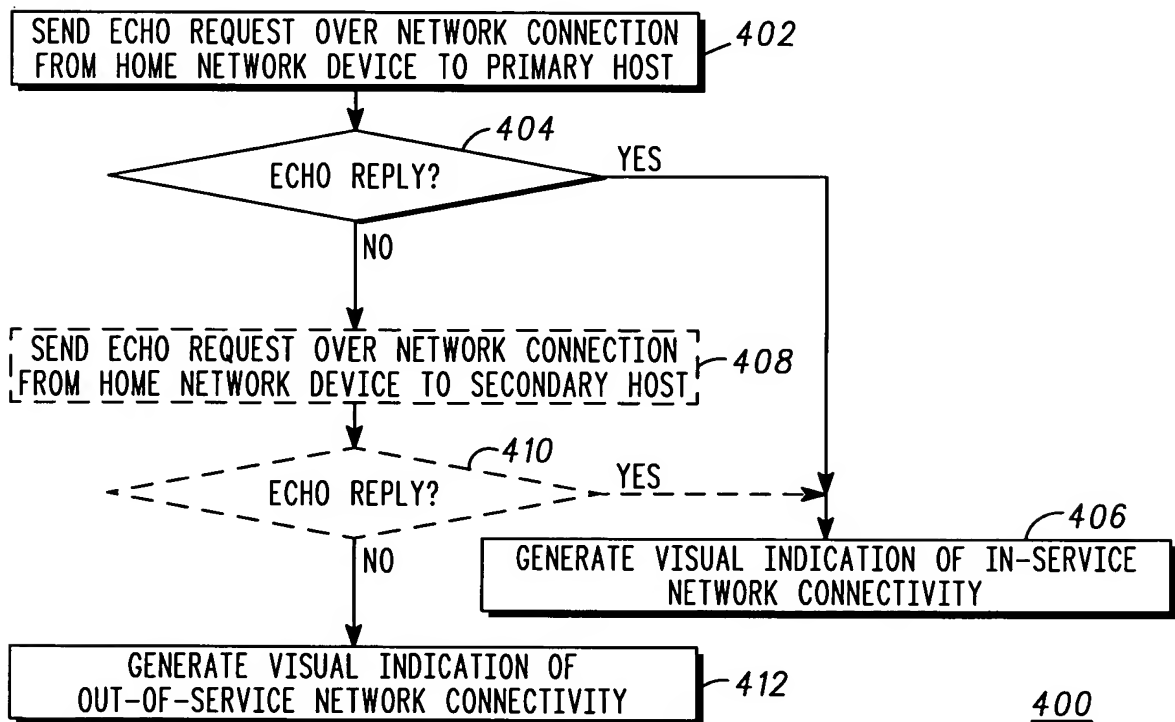 SEND ECHO REQUEST OVER NETWORK CONNECTION
FROM HOME NETWORK DEVICE TO PRIMARY HOST
402
404
ECHO REPLY?
YES
NO
SEND ECHO REQUEST OVER NETWORK CONNECTION
FROM HOME NETWORK DEVICE TO SECONDARY HOST
408
410
ECHO REPLY?
YES
NO
406
GENERATE VISUAL INDICATION OF IN-SERVICE
NETWORK CONNECTIVITY
GENERATE VISUAL INDICATION OF
OUT-OF-SERVICE NETWORK CONNECTIVITY
412
400